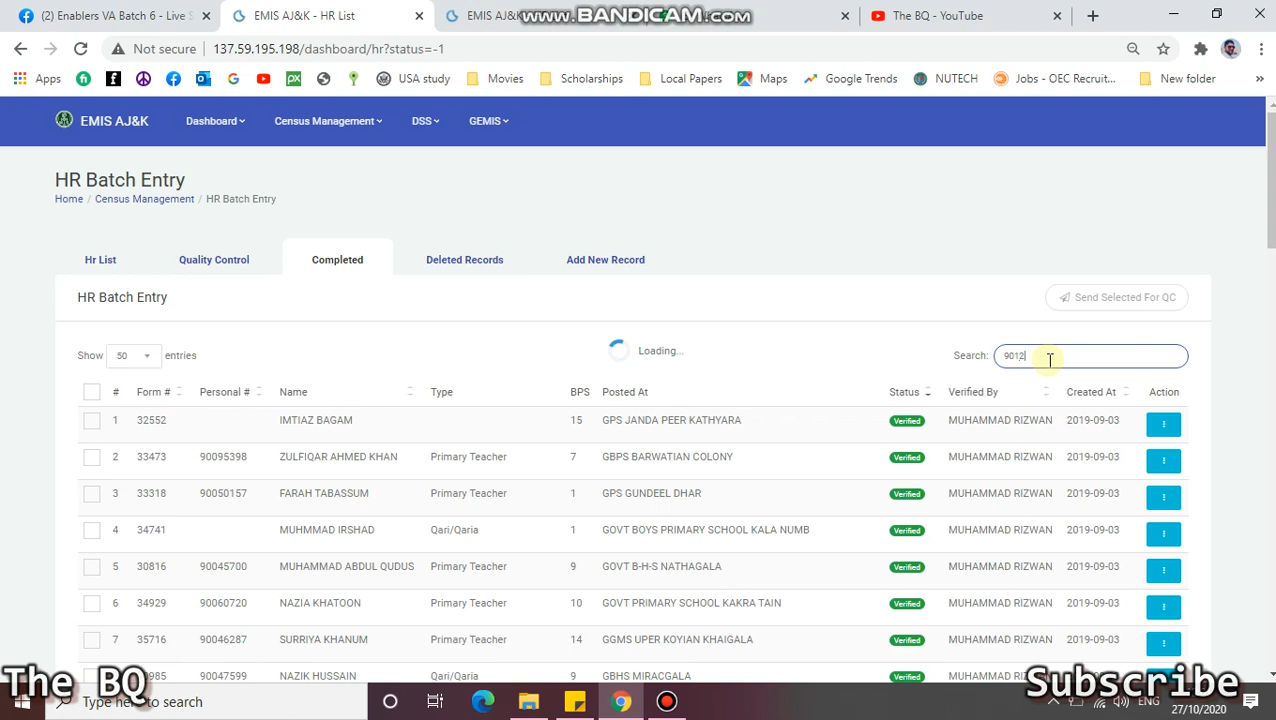 (2) Enablers VA Batch 6 - Live S
EMIS AJ&K - HR List
EMIS AJ&K
WWW.BANDICAM.COM
The BQ - YouTube
Not secure
137.59.195.198/dashboard/hr?status=-1
Apps
USA study
Movies
Scholarships
Local Papers
Maps
Google Trends
NUTECH
Jobs - OEC Recruit...
New folder
EMIS AJ&K
Dashboard
Census Management
DSS
GEMIS
HR Batch Entry
Home / Census Management / HR Batch Entry
Hr List
Quality Control
Completed
Deleted Records
Add New Record
HR Batch Entry
Send Selected For QC
Show 50 entries
Loading...
Search: 9012
# Form # Personal # Name Type BPS Posted At Status Verified By Created At Action
1 32552 IMTIAZ BAGAM 15 GPS JANDA PEER KATHYARA Verified MUHAMMAD RIZWAN 2019-09-03
2 33473 90095398 ZULFIQAR AHMED KHAN Primary Teacher 7 GBPS BARWATIAN COLONY Verified MUHAMMAD RIZWAN 2019-09-03
3 33318 90050157 FARAH TABASSUM Primary Teacher 1 GPS GUNDEEL DHAR Verified MUHAMMAD RIZWAN 2019-09-03
4 34741 MUHMMAD IRSHAD Qari/Qaria 1 GOVT BOYS PRIMARY SCHOOL KALA NUMB Verified MUHAMMAD RIZWAN 2019-09-03
5 30816 90045700 MUHAMMAD ABDUL QUDUS Primary Teacher 9 GOVT B-H-S NATHAGALA Verified MUHAMMAD RIZWAN 2019-09-03
6 34929 90060720 NAZIA KHATOON Primary Teacher 10 GOVT PRIMARY SCHOOL KAKRA TAIN Verified MUHAMMAD RIZWAN 2019-09-03
7 35716 90046287 SURRIYA KHANUM Primary Teacher 14 GGMS UPER KOYIAN KHAIGALA Verified MUHAMMAD RIZWAN 2019-09-03
985 90047599 NAZIK HUSSAIN Primary Teacher 9 GBHS MIRACGALA MUHAMMAD RIZWAN 2019-09-03
The BQ
Subscribe
Type here to search
ENG
27/10/2020